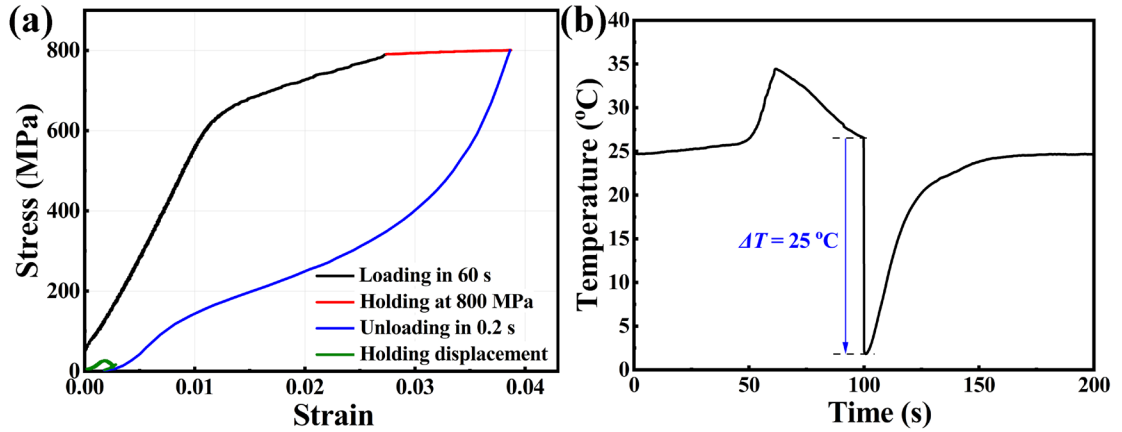 (a)
Stress (MPa)
800
600
400
200
0
0.00
0.01
0.02
0.03
0.04
Strain
Loading in 60 s
Holding at 800 MPa
Unloading in 0.2 s
Holding displacement
(b)
Temperature (ºC)
40
35
30
25
20
15
10
5
0
0
50
100
150
200
Time (s)
ΔT = 25 ºC